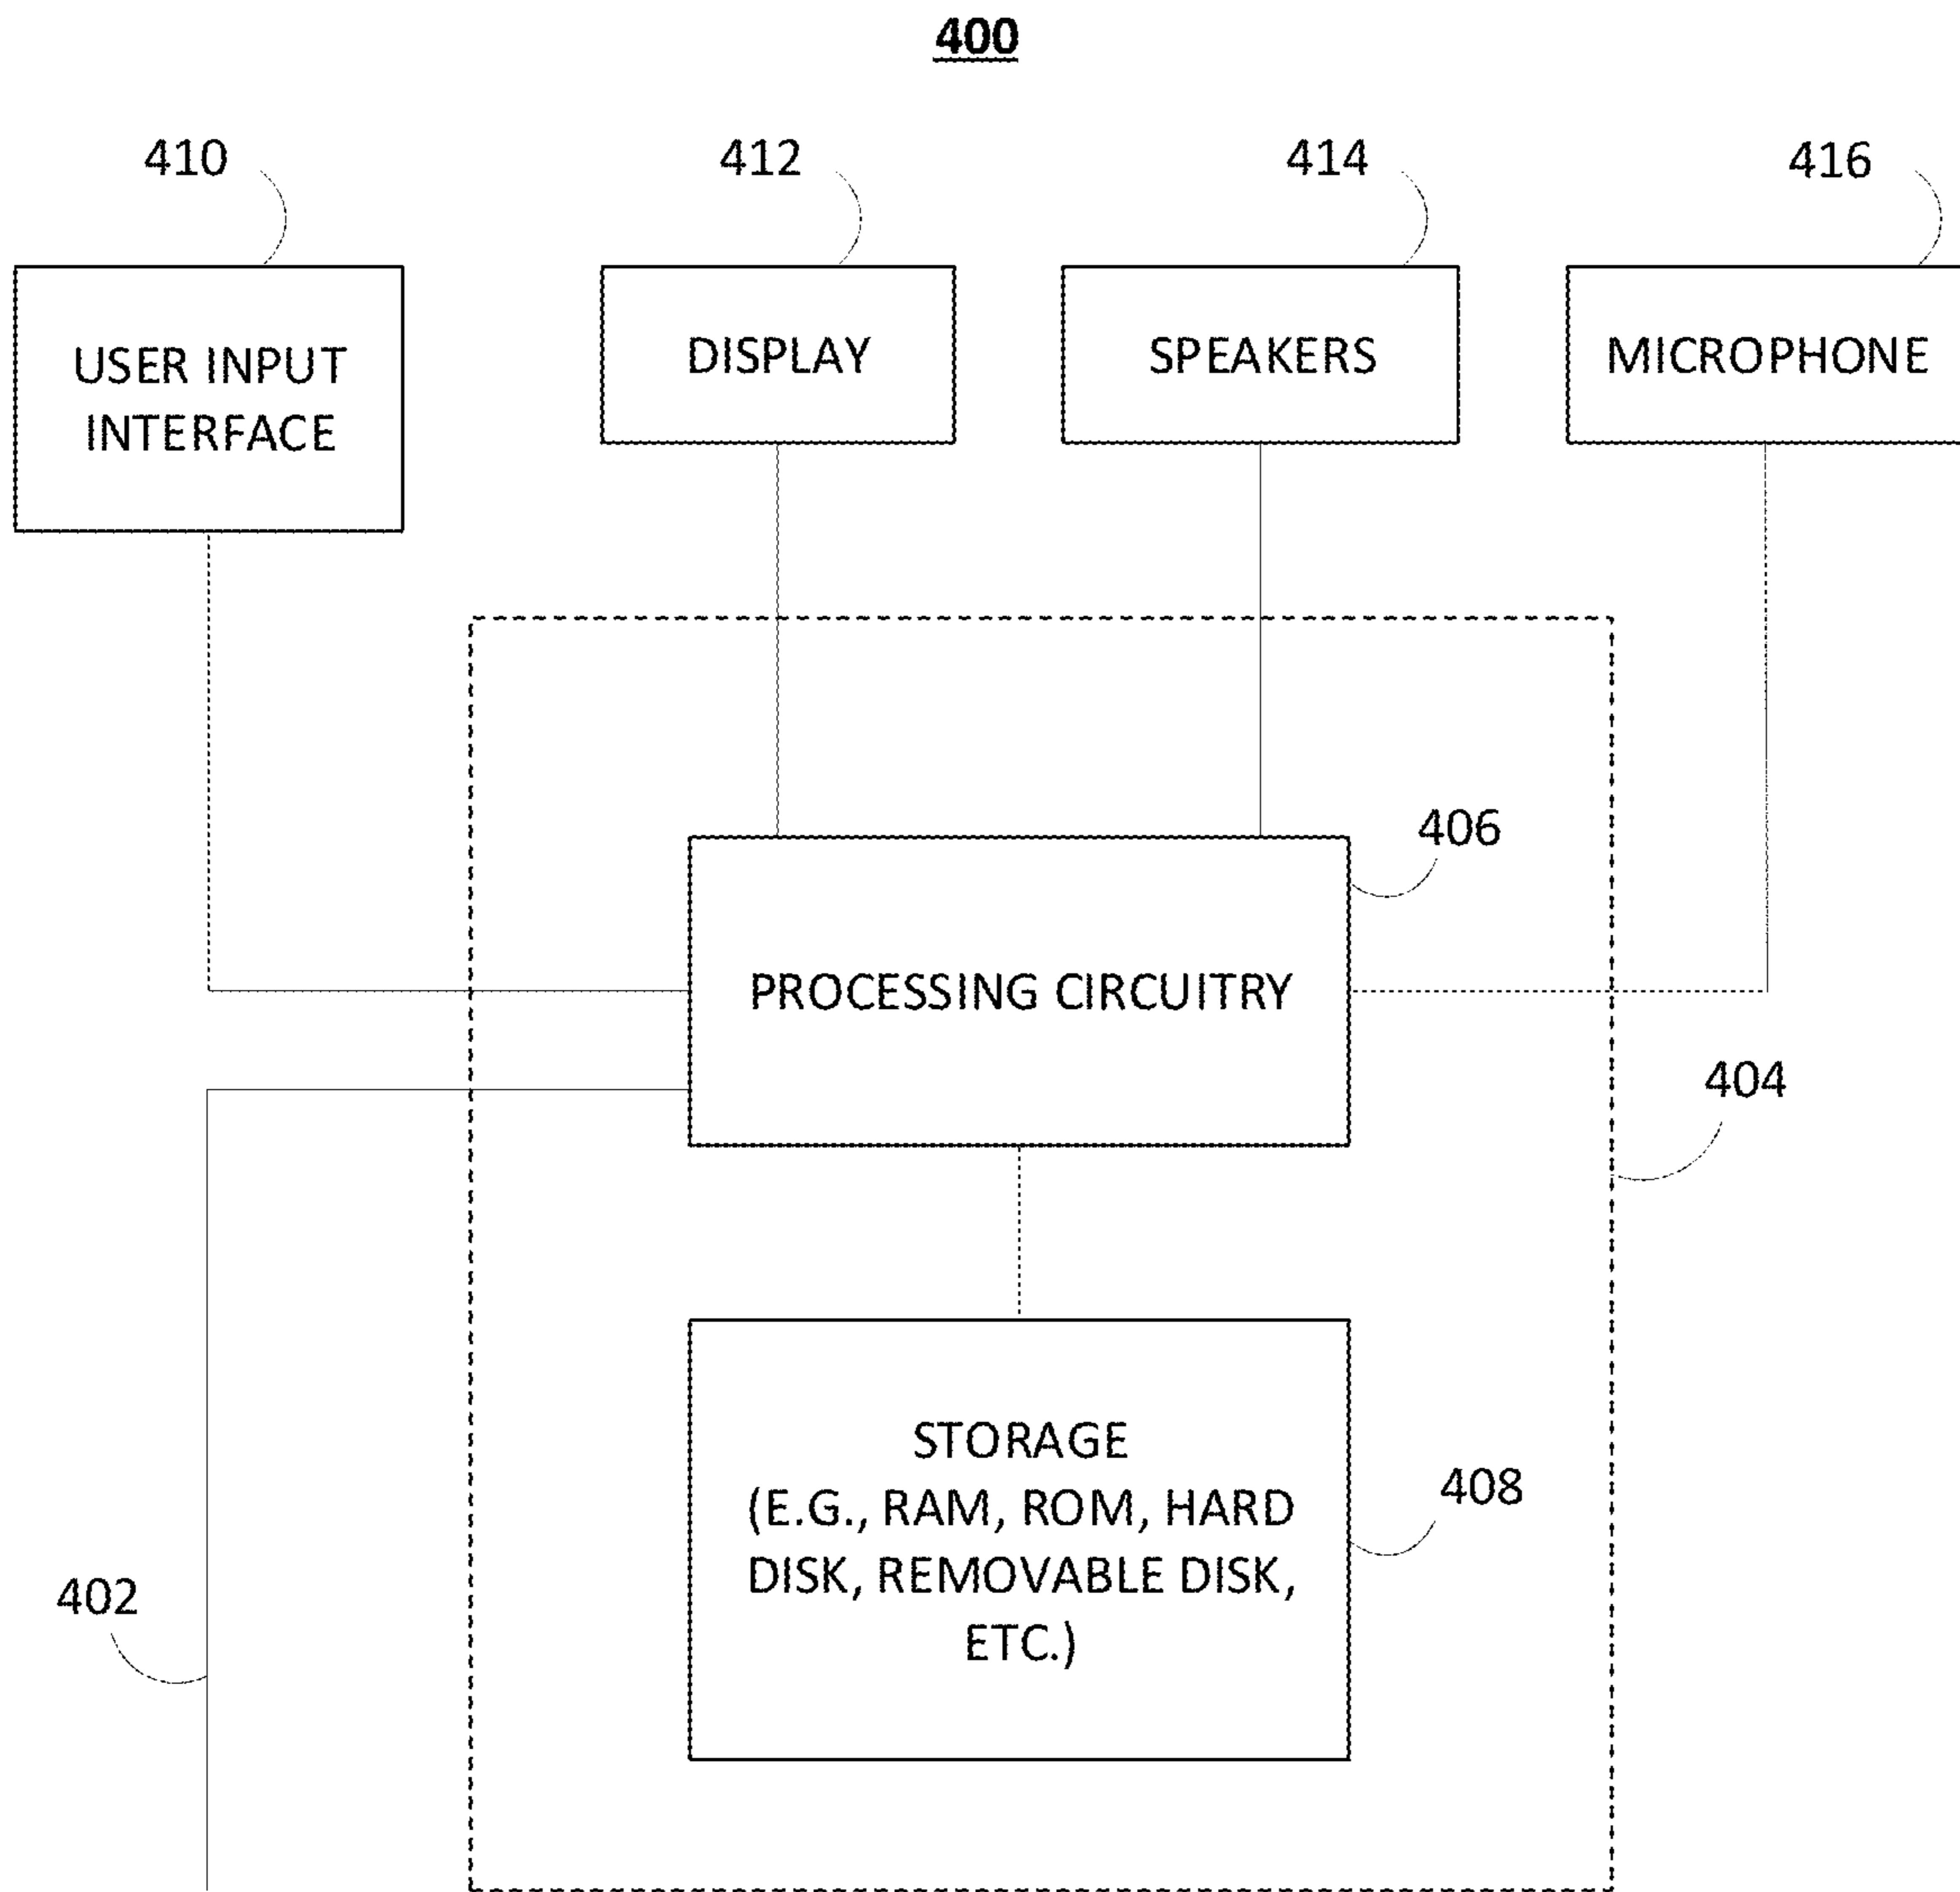 400
410
412
414
416
USER INPUT
INTERFACE
DISPLAY
SPEAKERS
MICROPHONE
406
PROCESSING CIRCUITRY
404
STORAGE
(E.G., RAM, ROM, HARD
DISK, REMOVABLE DISK,
ETC.)
408
402